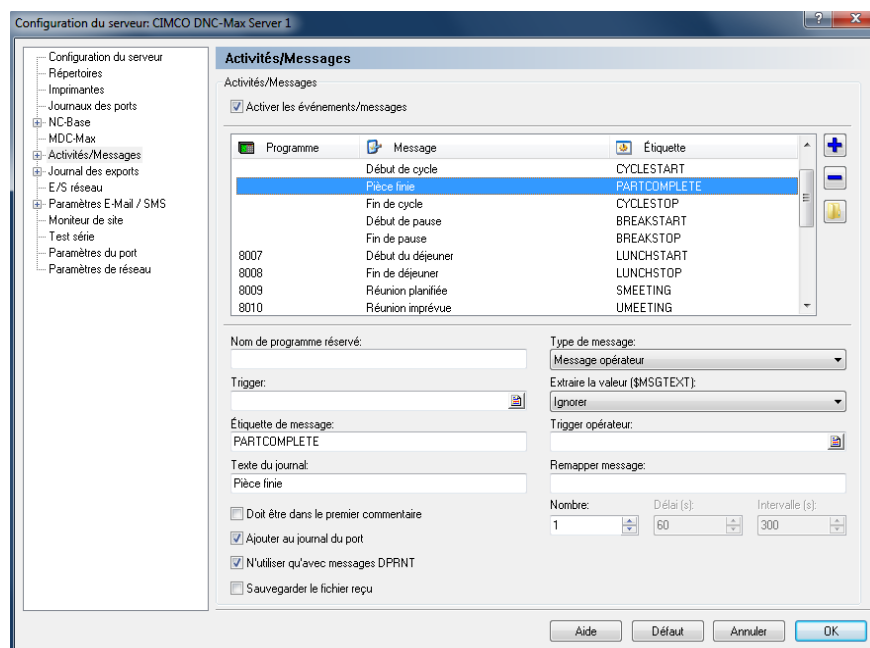 Configuration du serveur: CIMCO DNC-Max Server 1
Configuration du serveur
Répertoires
Imprimantes
Journaux des ports
NC-Base
MDC-Max
Activités/Messages
Journal des exports
E/S réseau
Paramètres E-Mail / SMS
Moniteur de site
Test série
Paramètres du port
Paramètres de réseau
Activités/Messages
Activités/Messages
Activer les événements/messages
Programme Message Étiquette
Début de cycle CYCLESTART
Pièce finie PARTCOMPLETE
Fin de cycle CYCLESTOP
Début de pause BREAKSTART
Fin de pause BREAKSTOP
8007 Début du déjeuner LUNCHSTART
8008 Fin de déjeuner LUNCHSTOP
8009 Réunion planifiée SMEETING
8010 Réunion imprévue UMEETING
Nom de programme réservé: Type de message:
Message opérateur
Trigger: Extraire la valeur ($MSGTEXT):
Ignorer
Étiquette de message: Trigger opérateur:
PARTCOMPLETE
Texte du journal: Remapper message:
Pièce finie
Nombre: Délai (s): Intervalle (s):
1 60 300
Doit être dans le premier commentaire
Ajouter au journal du port
N'utiliser qu'avec messages DPRNT
Sauvegarder le fichier reçu
Aide Défaut Annuler OK